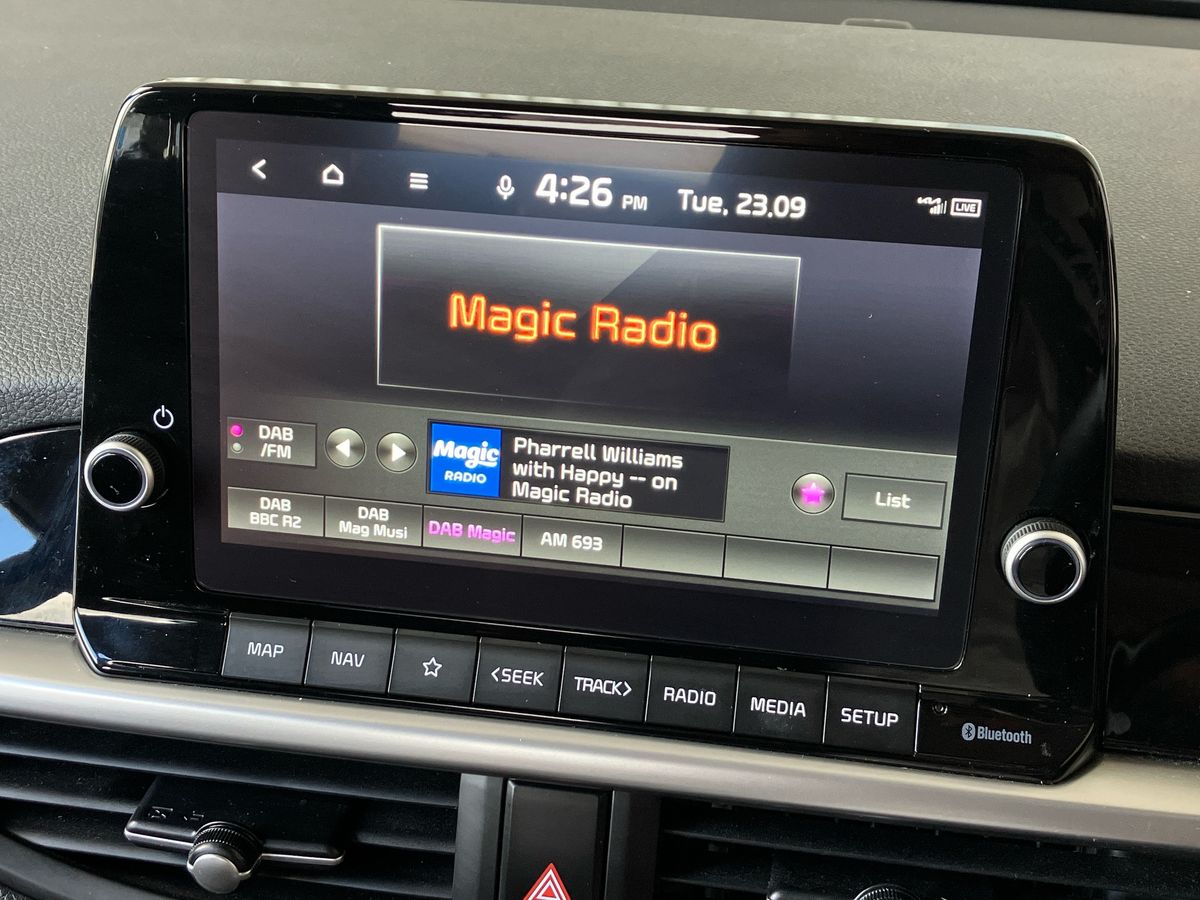 4:26 PM Tue, 23.09
KIA LIVE
Magic Radio
DAB
/FM
Magic
RADIO
Pharrell Williams
with Happy -- on
Magic Radio
List
DAB
BBC R2
DAB
Mag Musi
DAB Magic
AM 693
MAP
NAV
<SEEK
TRACK>
RADIO
MEDIA
SETUP
Bluetooth